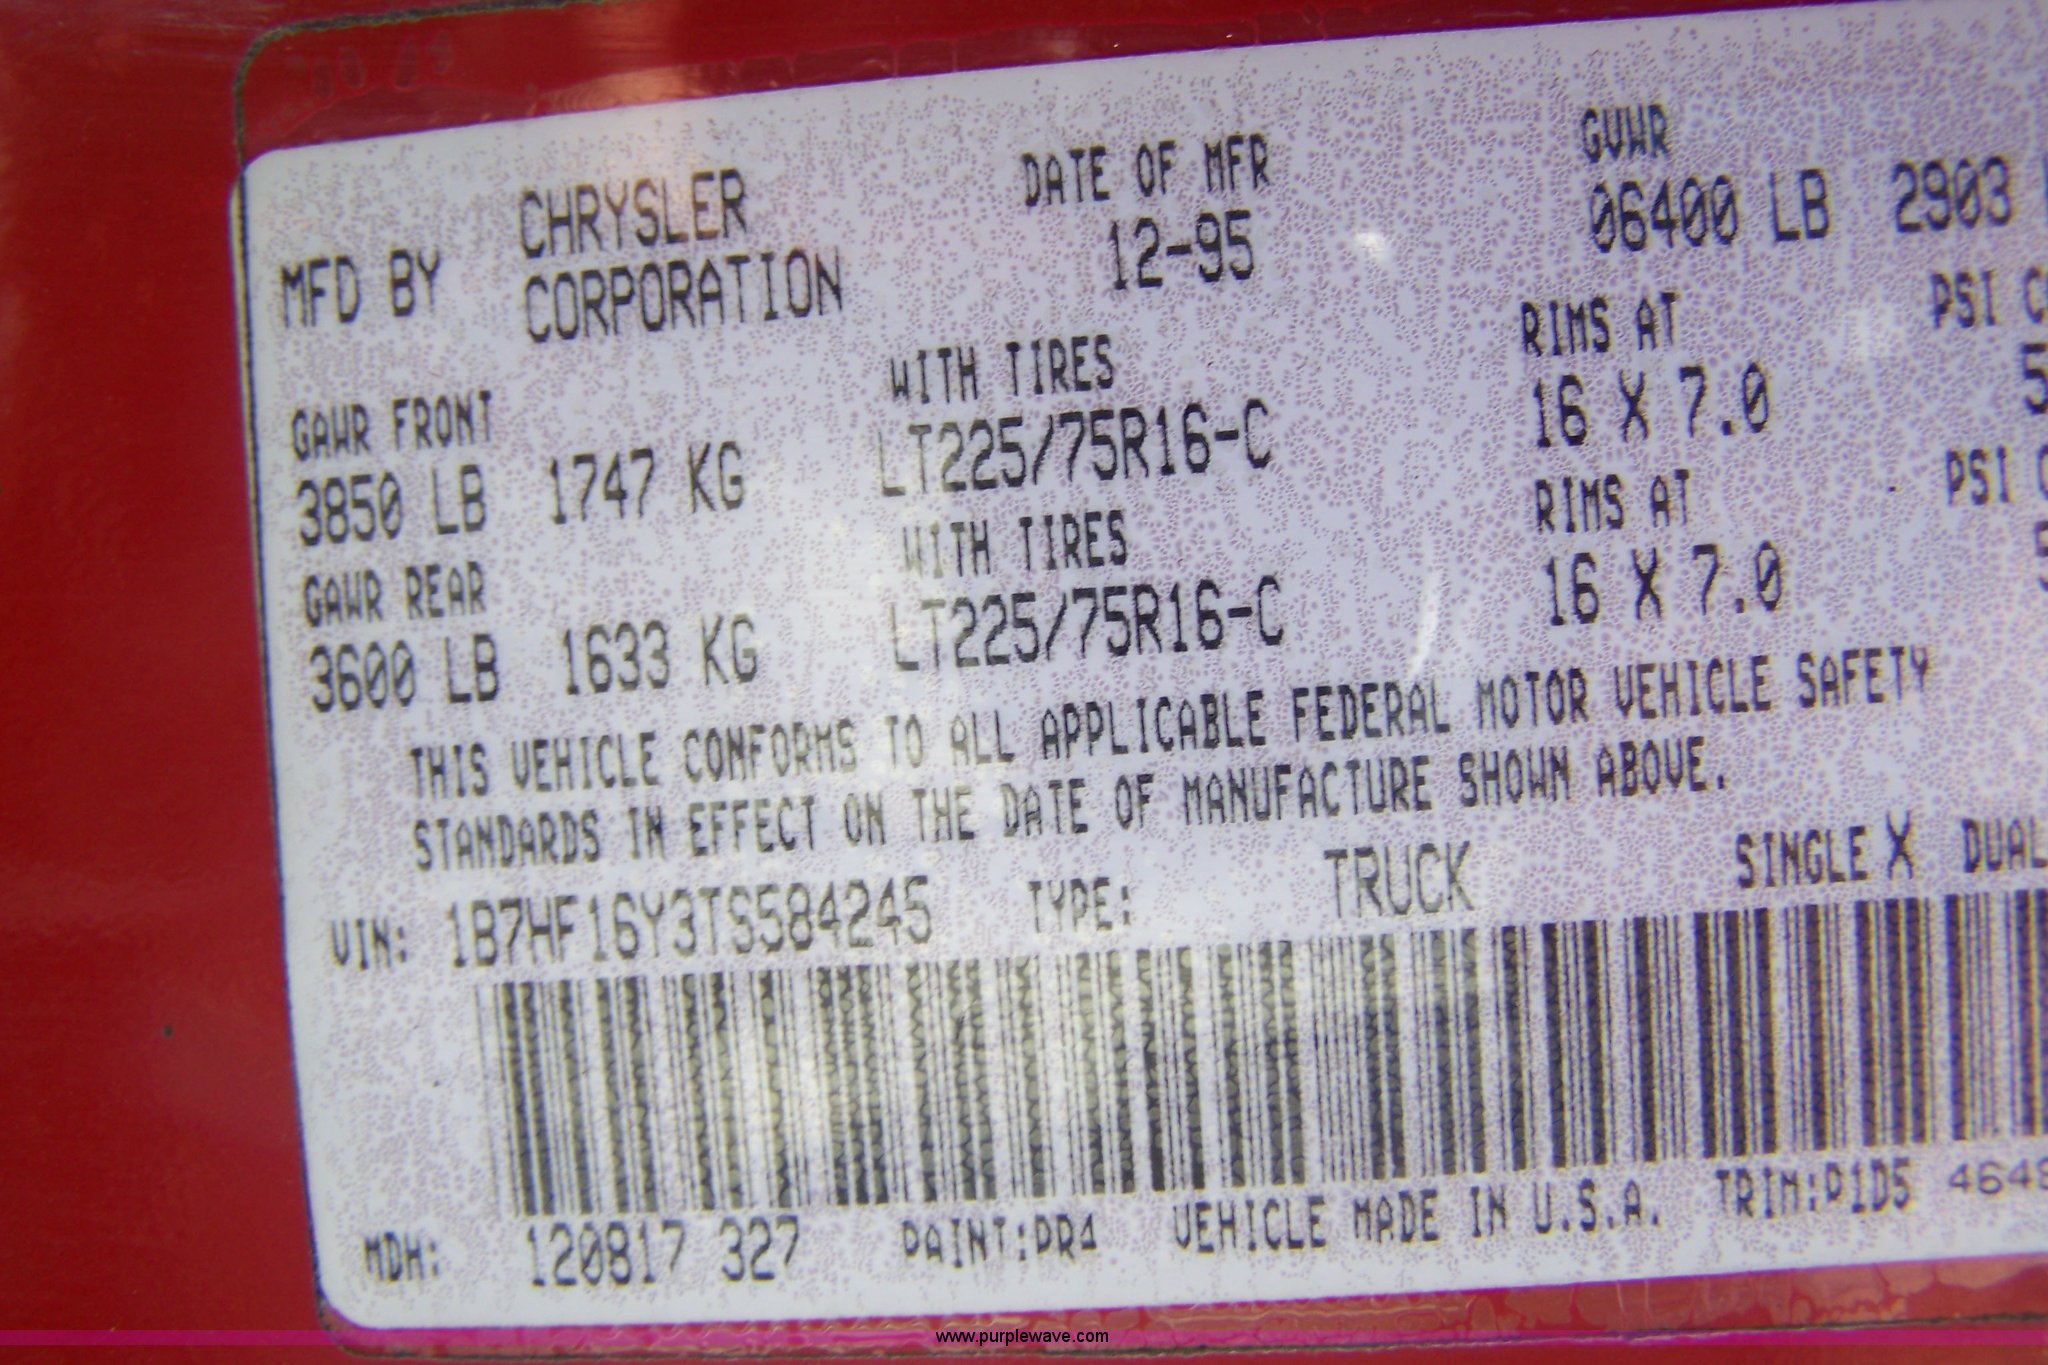 MFD BY CHRYSLER CORPORATION
DATE OF MFR
12-95
GVWR
06400 LB 2903
GAWR FRONT WITH TIRES RIMS AT PSI
3850 LB 1747 KG LT225/75R16-C 16 X 7.0
GAWR REAR WITH TIRES RIMS AT PSI
3600 LB 1633 KG LT225/75R16-C 16 X 7.0
THIS VEHICLE CONFORMS TO ALL APPLICABLE FEDERAL MOTOR VEHICLE SAFETY
STANDARDS IN EFFECT ON THE DATE OF MANUFACTURE SHOWN ABOVE.
VIN: 1B7HF16Y3TS584245 TYPE: TRUCK SINGLE X DUAL
MDH: 120817 327 PAINT:PR4 VEHICLE MADE IN U.S.A. TRIM:P1D5 4648
www.purplewave.com